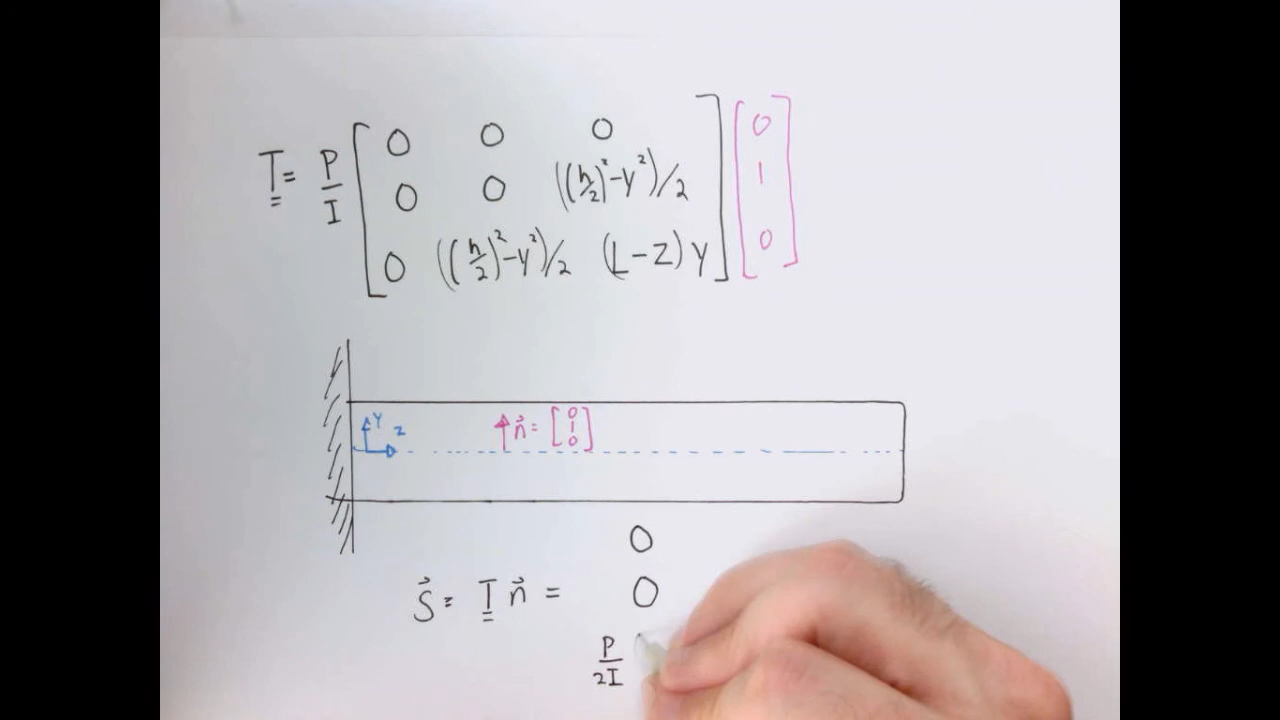 T = P/I [ 0 0 0 ] [ 0 ]
[ 0 0 ((h/2)²-y²)/2 ] [ 1 ]
[ 0 ((h/2)²-y²)/2 (L-z)y ] [ 0 ]
y z n⃗ = [ 0 1 0 ]
0
S⃗ = T n⃗ = 0
P/2I